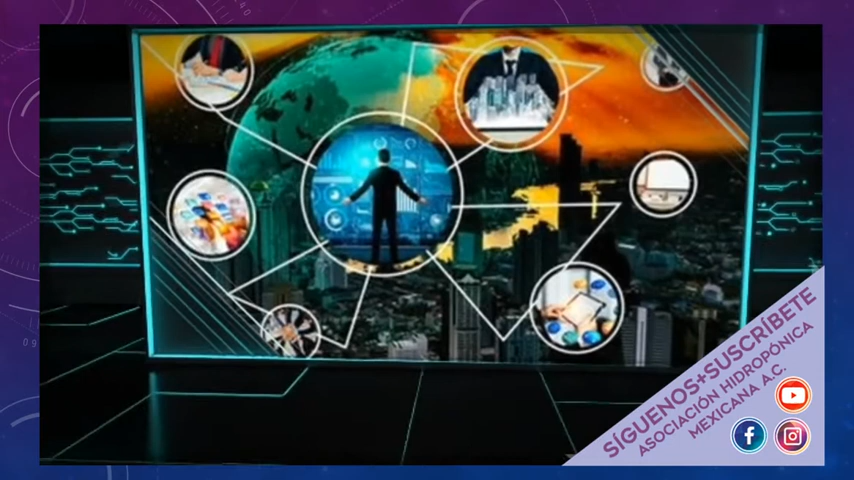 SÍGUENOS+SUSCRÍBETE
ASOCIACIÓN HIDROPÓNICA
MEXICANA A.C.